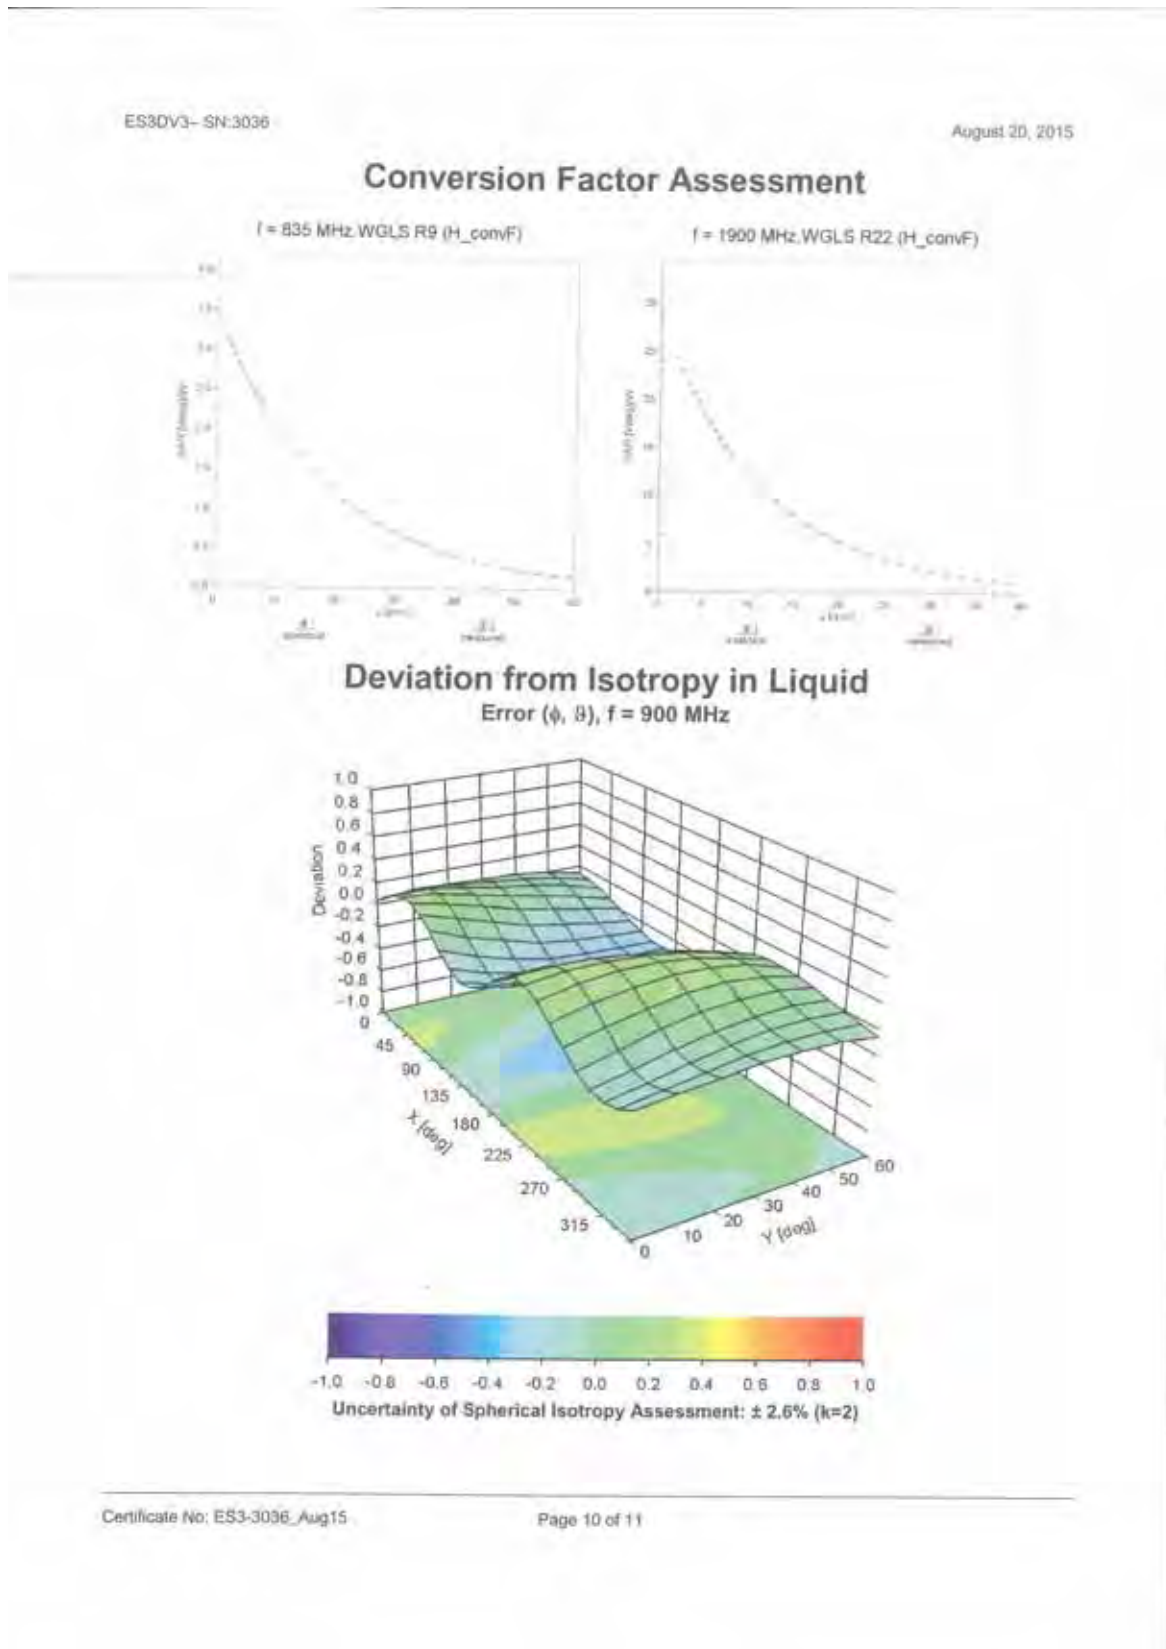 ES3DV3– SN:3036
August 20, 2015
Conversion Factor Assessment
f = 835 MHz,WGLS R9 (H_convF)
f = 1900 MHz,WGLS R22 (H_convF)
Deviation from Isotropy in Liquid
Error (ϕ, ϑ), f = 900 MHz
1.0
0.8
0.6
0.4
0.2
0.0
-0.2
-0.4
-0.6
-0.8
-1.0
Deviation
0
45
90
135
180
225
270
315
X [deg]
0
10
20
30
40
50
60
Y [deg]
-1.0 -0.8 -0.6 -0.4 -0.2 0.0 0.2 0.4 0.6 0.8 1.0
Uncertainty of Spherical Isotropy Assessment: ± 2.6% (k=2)
Certificate No: ES3-3036_Aug15
Page 10 of 11